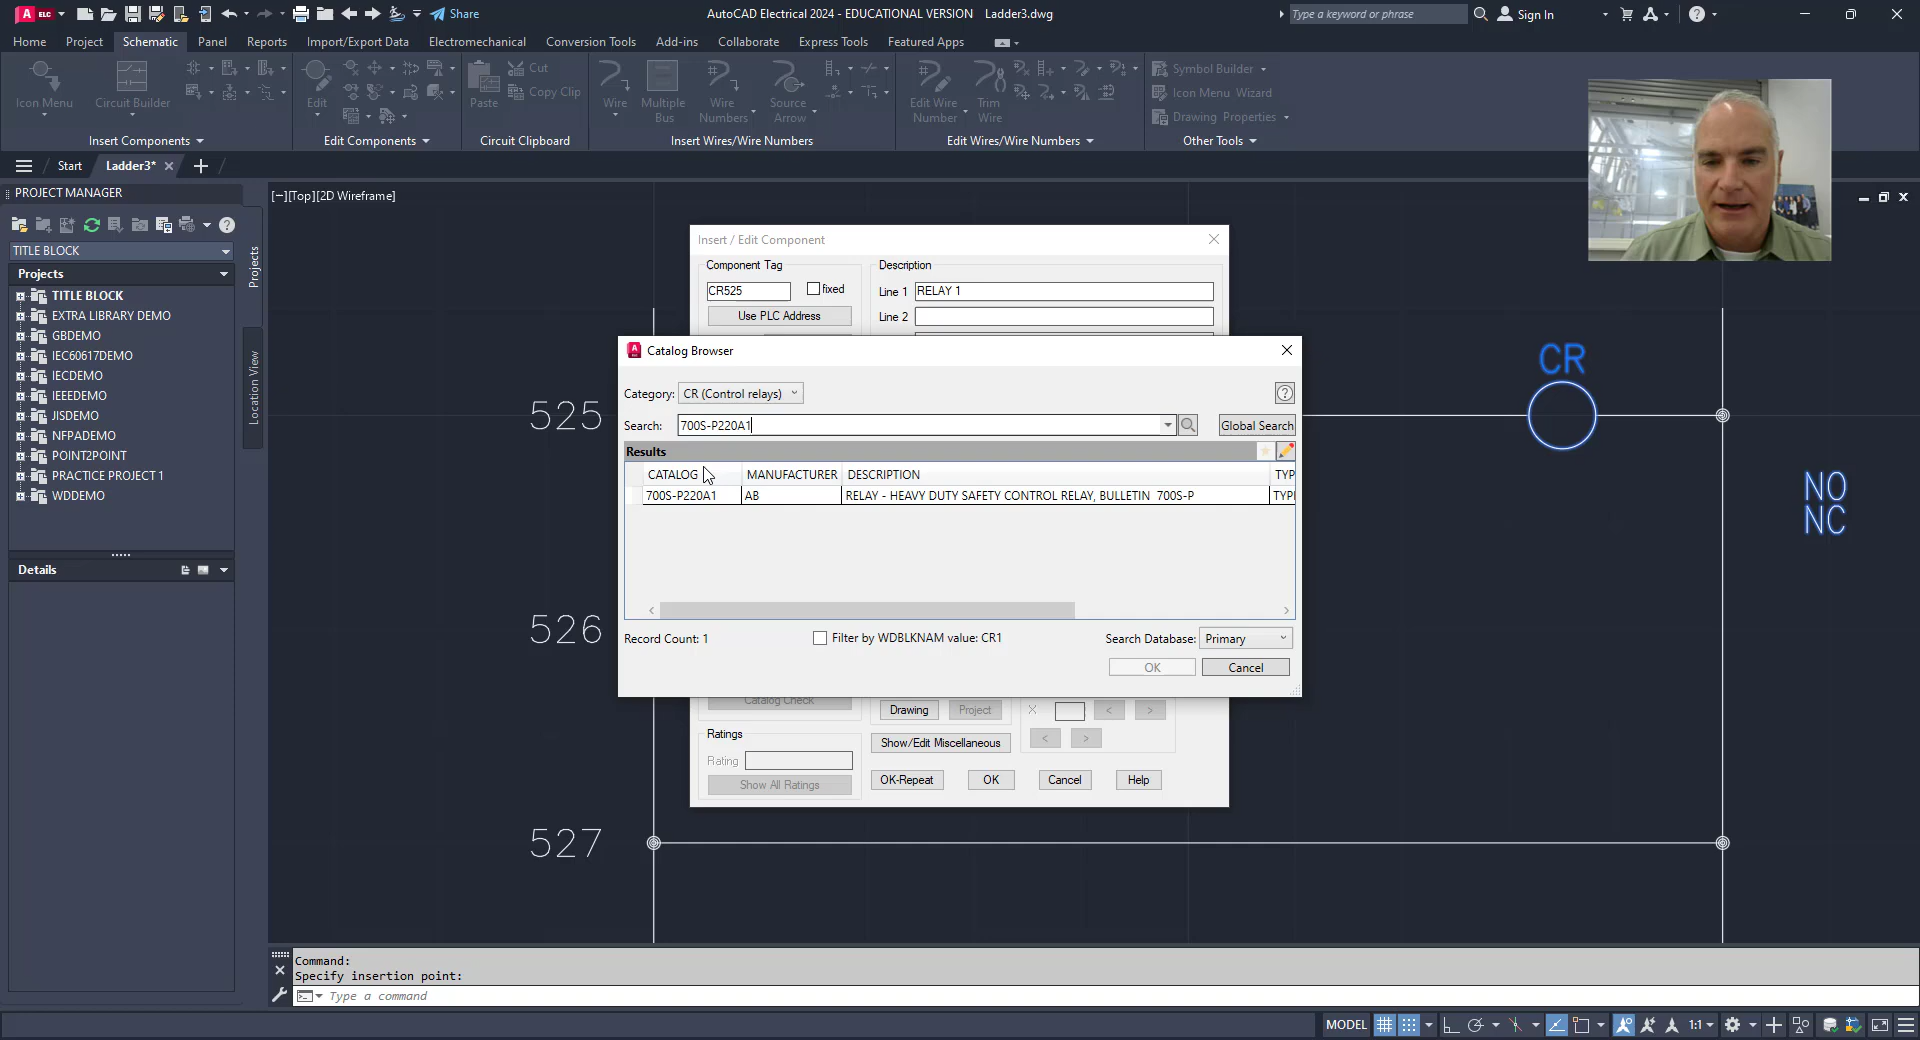 A ELC
Share
AutoCAD Electrical 2024 - EDUCATIONAL VERSION Ladder3.dwg
Type a keyword or phrase
Sign In
Home Project Schematic Panel Reports Import/Export Data Electromechanical Conversion Tools Add-ins Collaborate Express Tools Featured Apps
Icon Menu
Circuit Builder
Insert Components
Edit
Edit Components
Paste
Cut
Copy Clip
Circuit Clipboard
Wire
Multiple Bus
Wire Numbers
Source Arrow
Insert Wires/Wire Numbers
Edit Wire Number
Trim Wire
Edit Wires/Wire Numbers
Symbol Builder
Icon Menu Wizard
Drawing Properties
Other Tools
Start Ladder3*
PROJECT MANAGER
TITLE BLOCK
Projects
TITLE BLOCK
EXTRA LIBRARY DEMO
GBDEMO
IEC60617DEMO
IECDEMO
IEEEDEMO
JISDEMO
NFPADEMO
POINT2POINT
PRACTICE PROJECT 1
WDDEMO
Details
Projects
Location View
[−][Top][2D Wireframe]
525
526
527
CR
NO
NC
Insert / Edit Component
Component Tag
CR525
fixed
Use PLC Address
Description
Line 1 RELAY 1
Line 2
Catalog Browser
Category: CR (Control relays)
Search: 700S-P220A1
Global Search
Results
CATALOG MANUFACTURER DESCRIPTION TYP
700S-P220A1 AB RELAY - HEAVY DUTY SAFETY CONTROL RELAY, BULLETIN 700S-P TYPE
Record Count: 1
Filter by WDBLKNAM value: CR1
Search Database: Primary
OK
Cancel
Catalog Check
Drawing Project
X < >
Ratings
Show/Edit Miscellaneous
< >
Rating
Show All Ratings
OK-Repeat OK Cancel Help
Command:
Specify insertion point:
Type a command
MODEL
1:1